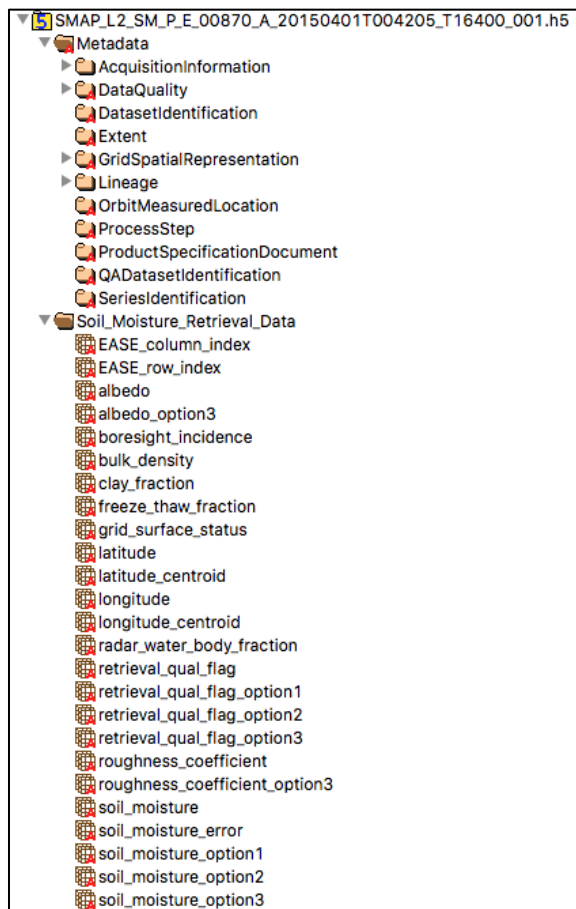 SMAP_L2_SM_P_E_00870_A_20150401T004205_T16400_001.h5
Metadata
AcquisitionInformation
DataQuality
DatasetIdentification
Extent
GridSpatialRepresentation
Lineage
OrbitMeasuredLocation
ProcessStep
ProductSpecificationDocument
QADatasetIdentification
SeriesIdentification
Soil_Moisture_Retrieval_Data
EASE_column_index
EASE_row_index
albedo
albedo_option3
boresight_incidence
bulk_density
clay_fraction
freeze_thaw_fraction
grid_surface_status
latitude
latitude_centroid
longitude
longitude_centroid
radar_water_body_fraction
retrieval_qual_flag
retrieval_qual_flag_option1
retrieval_qual_flag_option2
retrieval_qual_flag_option3
roughness_coefficient
roughness_coefficient_option3
soil_moisture
soil_moisture_error
soil_moisture_option1
soil_moisture_option2
soil_moisture_option3